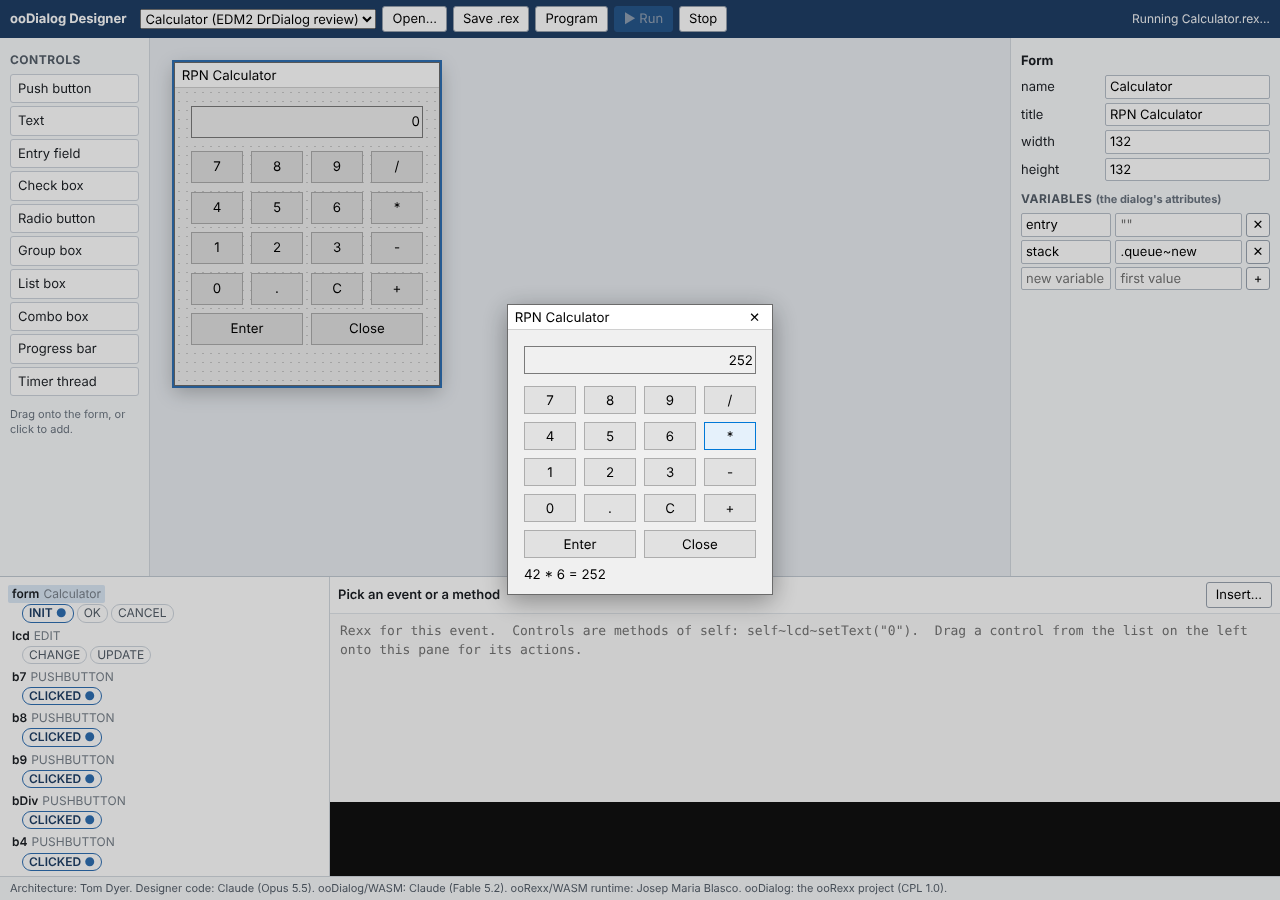 ooDialog Designer Calculator (EDM2 DrDialog review) Open... Save .rex Program ▶ Run Stop Running Calculator.rex...
CONTROLS
Push button
Text
Entry field
Check box
Radio button
Group box
List box
Combo box
Progress bar
Timer thread
Drag onto the form, or
click to add.
RPN Calculator
0
7 8 9 /
4 5 6 *
1 2 3 -
0 . C +
Enter Close
RPN Calculator ✕
252
7 8 9 /
4 5 6 *
1 2 3 -
0 . C +
Enter Close
42 * 6 = 252
Form
name Calculator
title RPN Calculator
width 132
height 132
VARIABLES (the dialog's attributes)
entry "" ✕
stack .queue~new ✕
new variable first value +
form Calculator
INIT ● OK CANCEL
lcd EDIT
CHANGE UPDATE
b7 PUSHBUTTON
CLICKED ●
b8 PUSHBUTTON
CLICKED ●
b9 PUSHBUTTON
CLICKED ●
bDiv PUSHBUTTON
CLICKED ●
b4 PUSHBUTTON
CLICKED ●
Pick an event or a method Insert...
Rexx for this event.  Controls are methods of self: self~lcd~setText("0").  Drag a control from the list on the left
onto this pane for its actions.
Architecture: Tom Dyer. Designer code: Claude (Opus 5.5). ooDialog/WASM: Claude (Fable 5.2). ooRexx/WASM runtime: Josep Maria Blasco. ooDialog: the ooRexx project (CPL 1.0).